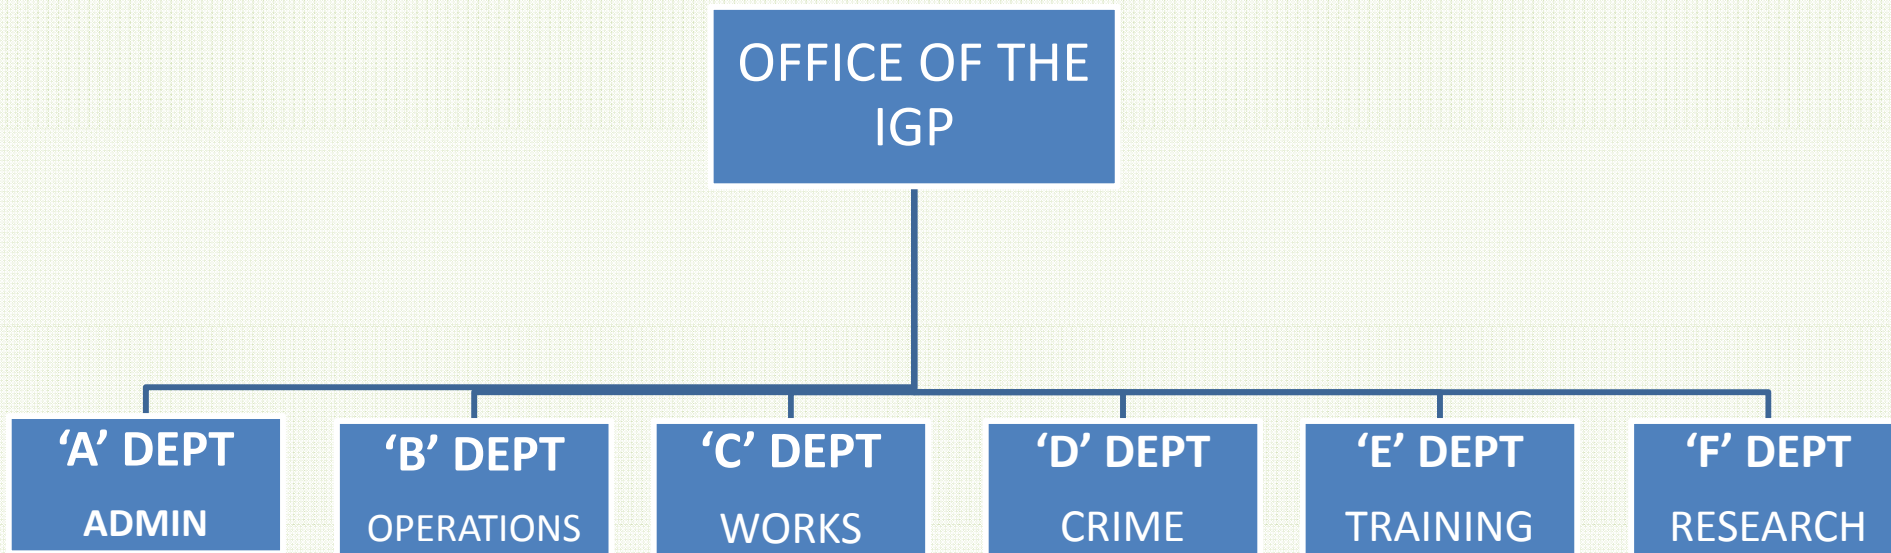 OFFICE OF THE
IGP
‘A’ DEPT
ADMIN
‘B’ DEPT
OPERATIONS
‘C’ DEPT
WORKS
‘D’ DEPT
CRIME
‘E’ DEPT
TRAINING
‘F’ DEPT
RESEARCH